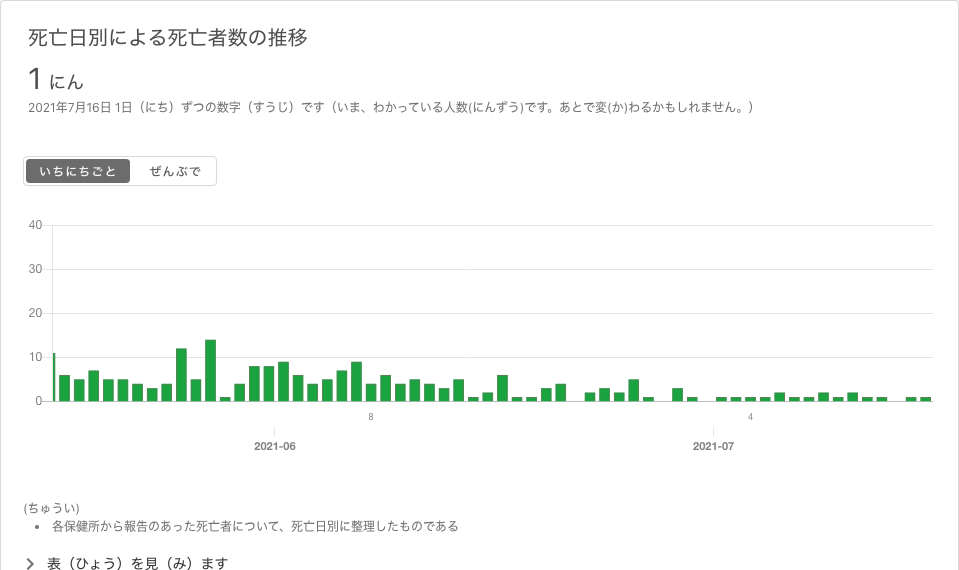 死亡日別による死亡者数の推移
1 にん
2021年7月16日 1日（にち）ずつの数字（すうじ）です（いま、わかっている人数(にんずう)です。あとで変(か)わるかもしれません。）
いちにちごと ぜんぶで
40
30
20
10
0
8 4
2021-06 2021-07
(ちゅうい)
• 各保健所から報告のあった死亡者について、死亡日別に整理したものである
表（ひょう）を見（み）ます